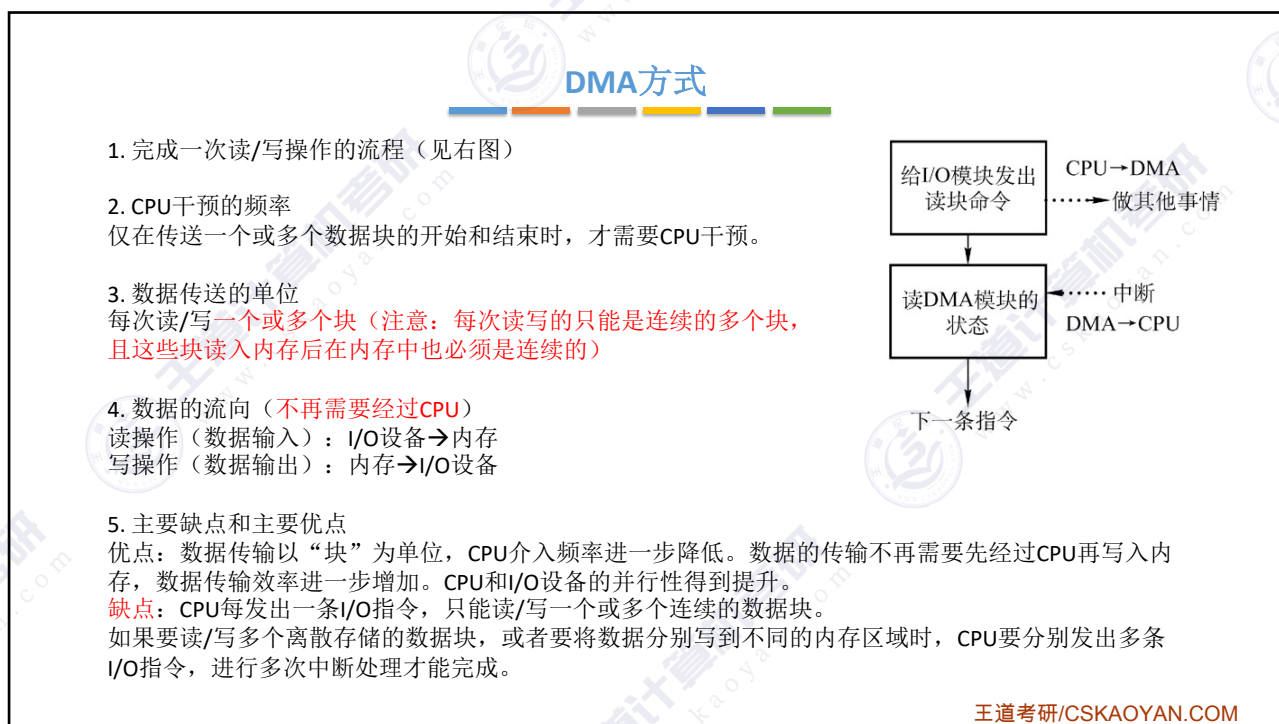 DMA方式
1. 完成一次读/写操作的流程（见右图）
2. CPU干预的频率
仅在传送一个或多个数据块的开始和结束时，才需要CPU干预。
3. 数据传送的单位
每次读/写一个或多个块（注意：每次读写的只能是连续的多个块，
且这些块读入内存后在内存中也必须是连续的）
4. 数据的流向（不再需要经过CPU）
读操作（数据输入）：I/O设备→内存
写操作（数据输出）：内存→I/O设备
5. 主要缺点和主要优点
优点：数据传输以“块”为单位，CPU介入频率进一步降低。数据的传输不再需要先经过CPU再写入内
存，数据传输效率进一步增加。CPU和I/O设备的并行性得到提升。
缺点：CPU每发出一条I/O指令，只能读/写一个或多个连续的数据块。
如果要读/写多个离散存储的数据块，或者要将数据分别写到不同的内存区域时，CPU要分别发出多条
I/O指令，进行多次中断处理才能完成。
给I/O模块发出
读块命令
CPU→DMA
做其他事情
读DMA模块的
状态
中断
DMA→CPU
下一条指令
王道考研/CSKAOYAN.COM